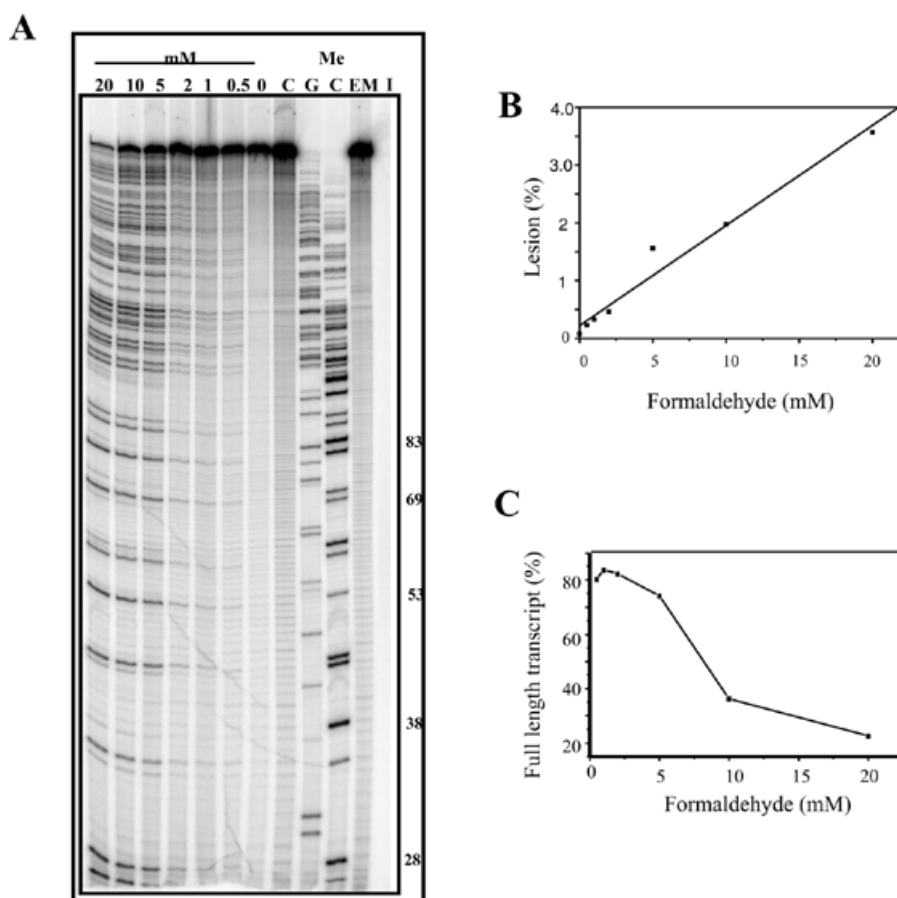 A
mM Me
20 10 5 2 1 0.5 0 C G C EM I
83
69
53
38
28
B
4.0
3.0
2
1
0
0 5 10 15 20
Lesion (%)
Formaldehyde (mM)
C
80
60
40
20
0 5 10 15 20
Full length transcript (%)
Formaldehyde (mM)